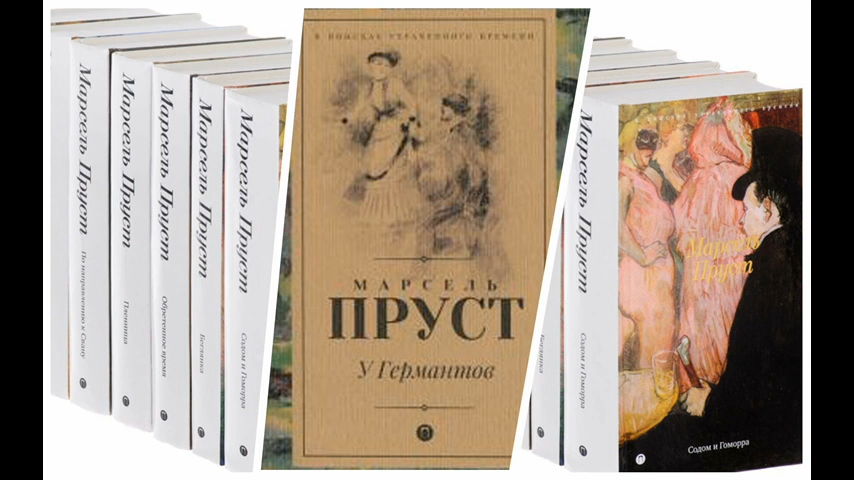 Марсель Пруст
По направлению к Свану
Марсель Пруст
Пленница
Марсель Пруст
Обретенное время
Марсель Пруст
Беглянка
Марсель Пруст
Содом и Гоморра
В ПОИСКАХ УТРАЧЕННОГО ВРЕМЕНИ
МАРСЕЛЬ
ПРУСТ
У Германтов
Беглянка
Марсель Пруст
Содом и Гоморра
Марсель
Пруст
Содом и Гоморра